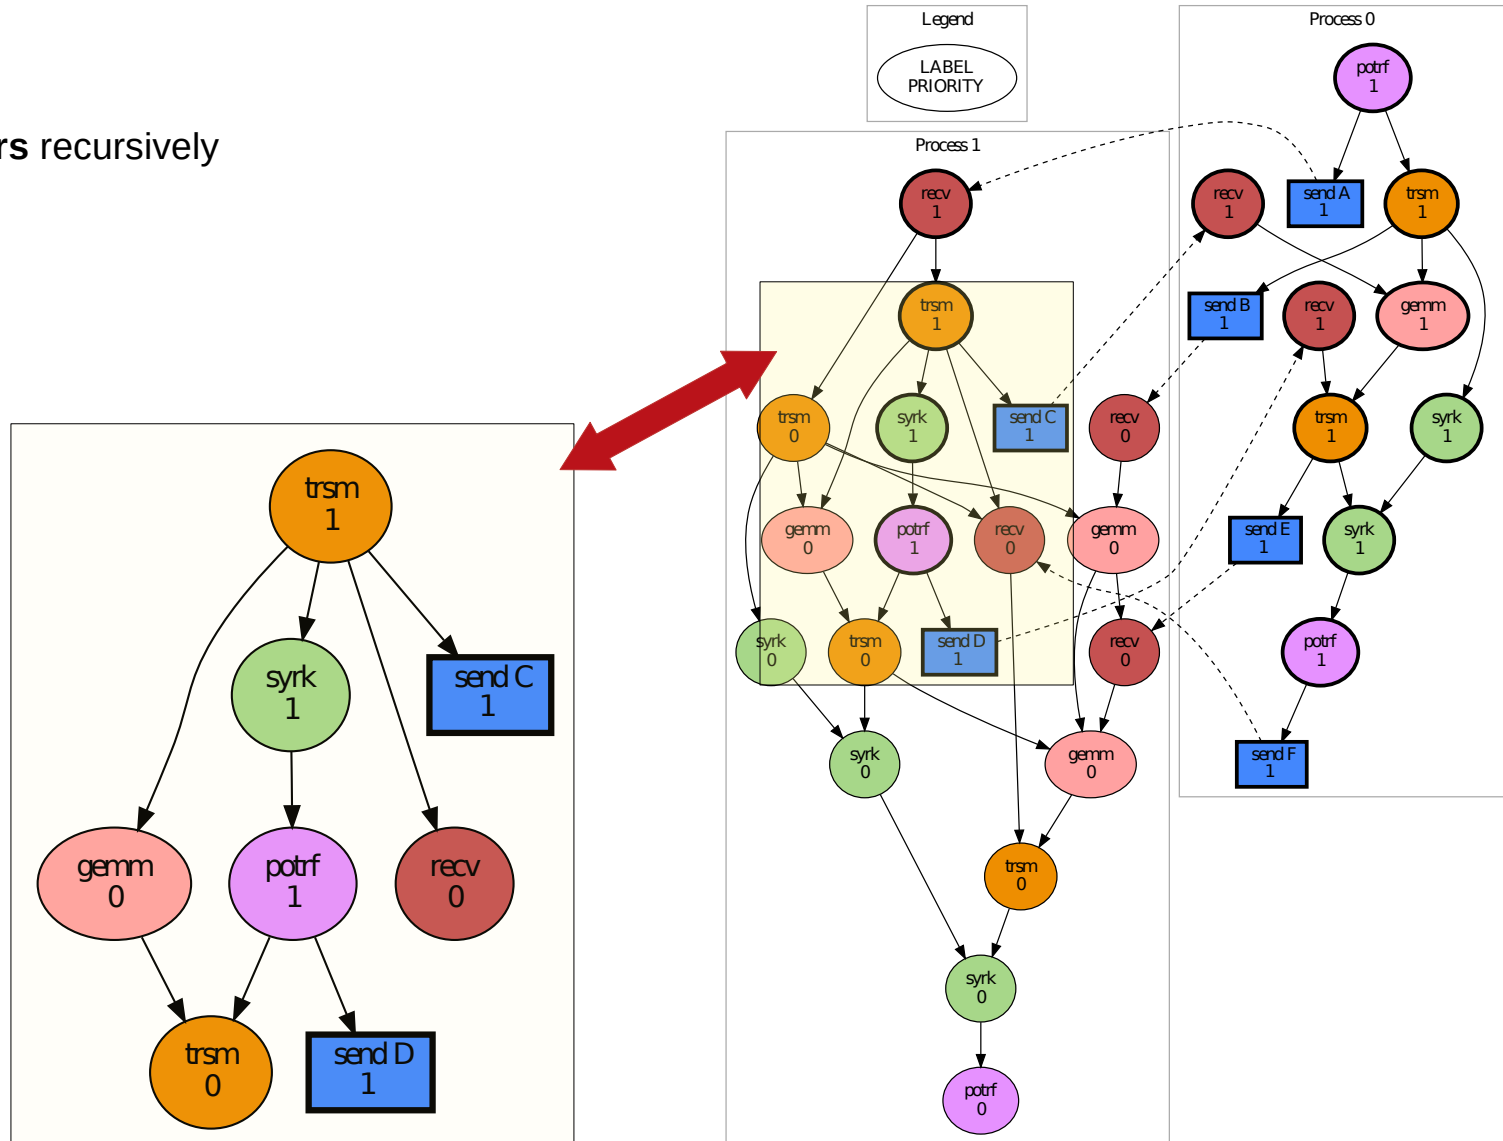 rs recursively
Legend
LABEL
PRIORITY
Process 0
potrf
1
recv
1
send A
1
trsm
1
send B
1
recv
1
gemm
1
trsm
1
syrk
1
send E
1
syrk
1
potrf
1
send F
1
Process 1
recv
1
trsm
1
trsm
0
syrk
1
send C
1
recv
0
gemm
0
potrf
1
recv
0
gemm
0
syrk
0
trsm
0
send D
1
recv
0
syrk
0
gemm
0
trsm
0
syrk
0
potrf
0
trsm
1
syrk
1
send C
1
gemm
0
potrf
1
recv
0
trsm
0
send D
1